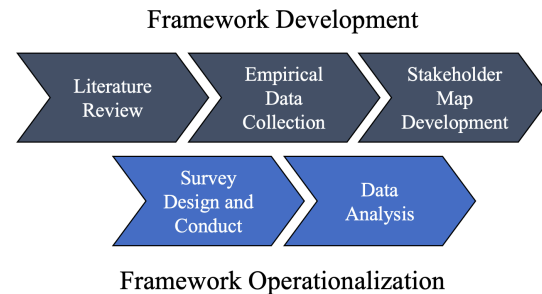 Framework Development
Literature
Review
Empirical
Data
Collection
Stakeholder
Map
Development
Survey
Design and
Conduct
Data
Analysis
Framework Operationalization